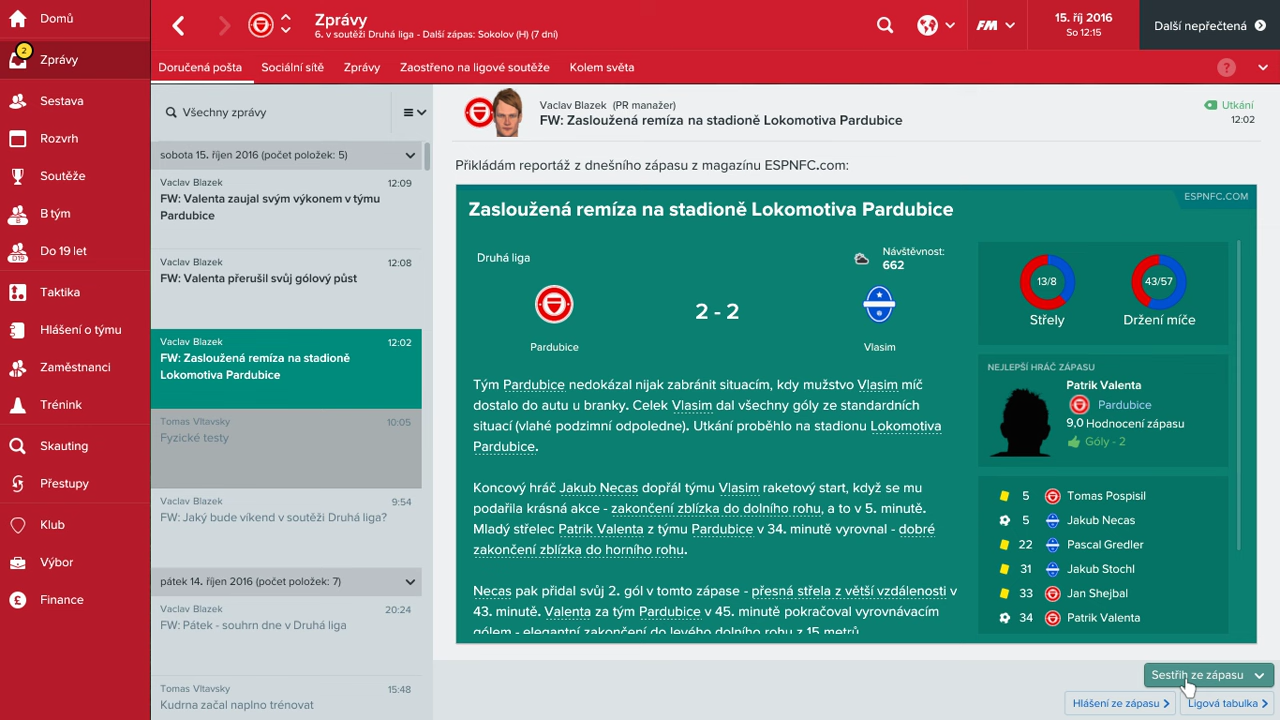 Domů
2
Zprávy
Sestava
Rozvrh
Soutěže
B
B tým
D19
Do 19 let
Taktika
Hlášení o týmu
Zaměstnanci
Trénink
Skauting
Přestupy
Klub
Výbor
£
Finance
Zprávy
6. v soutěži Druhá liga - Další zápas: Sokolov (H) (7 dní)
FM
15. říj 2016
So 12:15
Další nepřečtená
Doručená pošta
Sociální sítě
Zprávy
Zaostřeno na ligové soutěže
Kolem světa
?
Všechny zprávy
sobota 15. říjen 2016 (počet položek: 5)
Vaclav Blazek 12:09
FW: Valenta zaujal svým výkonem v týmu
Pardubice
Vaclav Blazek 12:08
FW: Valenta přerušil svůj gólový půst
Vaclav Blazek 12:02
FW: Zasloužená remíza na stadioně
Lokomotiva Pardubice
Tomas Vltavsky 10:05
Fyzické testy
Vaclav Blazek 9:54
FW: Jaký bude víkend v soutěži Druhá liga?
pátek 14. říjen 2016 (počet položek: 7)
Vaclav Blazek 20:24
FW: Pátek - souhrn dne v Druhá liga
Tomas Vltavsky 15:48
Kudrna začal naplno trénovat
Vaclav Blazek (PR manažer)
FW: Zasloužená remíza na stadioně Lokomotiva Pardubice
Utkání
12:02
Přikládám reportáž z dnešního zápasu z magazínu ESPNFC.com:
ESPNFC.COM
Zasloužená remíza na stadioně Lokomotiva Pardubice
Druhá liga
Návštěvnost:
662
2 - 2
Pardubice
Vlasim
Tým Pardubice nedokázal nijak zabránit situacím, kdy mužstvo Vlasim míč
dostalo do autu u branky. Celek Vlasim dal všechny góly ze standardních
situací (vlahé podzimní odpoledne). Utkání proběhlo na stadionu Lokomotiva
Pardubice.
Koncový hráč Jakub Necas dopřál týmu Vlasim raketový start, když se mu
podařila krásná akce - zakončení zblízka do dolního rohu, a to v 5. minutě.
Mladý střelec Patrik Valenta z týmu Pardubice v 34. minutě vyrovnal - dobré
zakončení zblízka do horního rohu.
Necas pak přidal svůj 2. gól v tomto zápase - přesná střela z větší vzdálenosti v
43. minutě. Valenta za tým Pardubice v 45. minutě pokračoval vyrovnávacím
gólem - elegantní zakončení do levého dolního rohu z 15 metrů.
13/8
43/57
Střely
Držení míče
NEJLEPŠÍ HRÁČ ZÁPASU
Patrik Valenta
Pardubice
9,0 Hodnocení zápasu
Góly - 2
5 Tomas Pospisil
5 Jakub Necas
22 Pascal Gredler
31 Jakub Stochl
33 Jan Shejbal
34 Patrik Valenta
Sestřih ze zápasu
Hlášení ze zápasu
Ligová tabulka